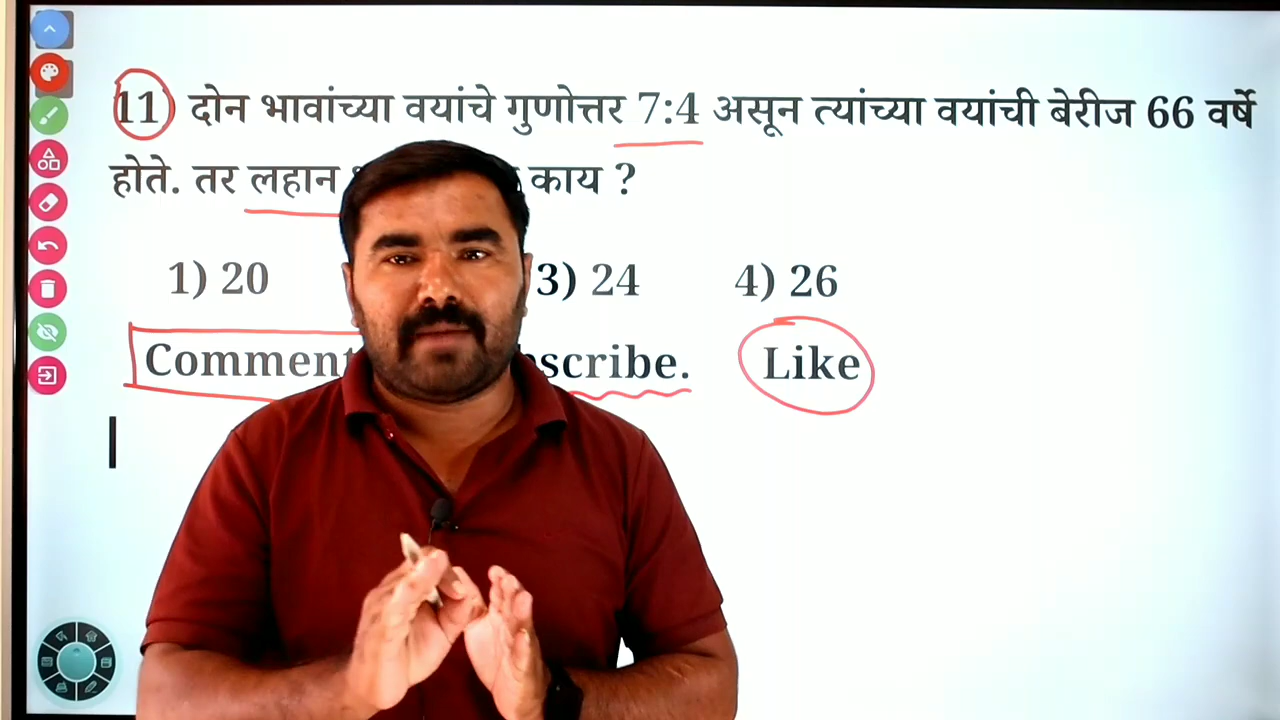 11) दोन भावांच्या वयांचे गुणोत्तर 7:4 असून त्यांच्या वयांची बेरीज 66 वर्षे
होते. तर लहान काय ?
1) 20 3) 24 4) 26
Comment Like